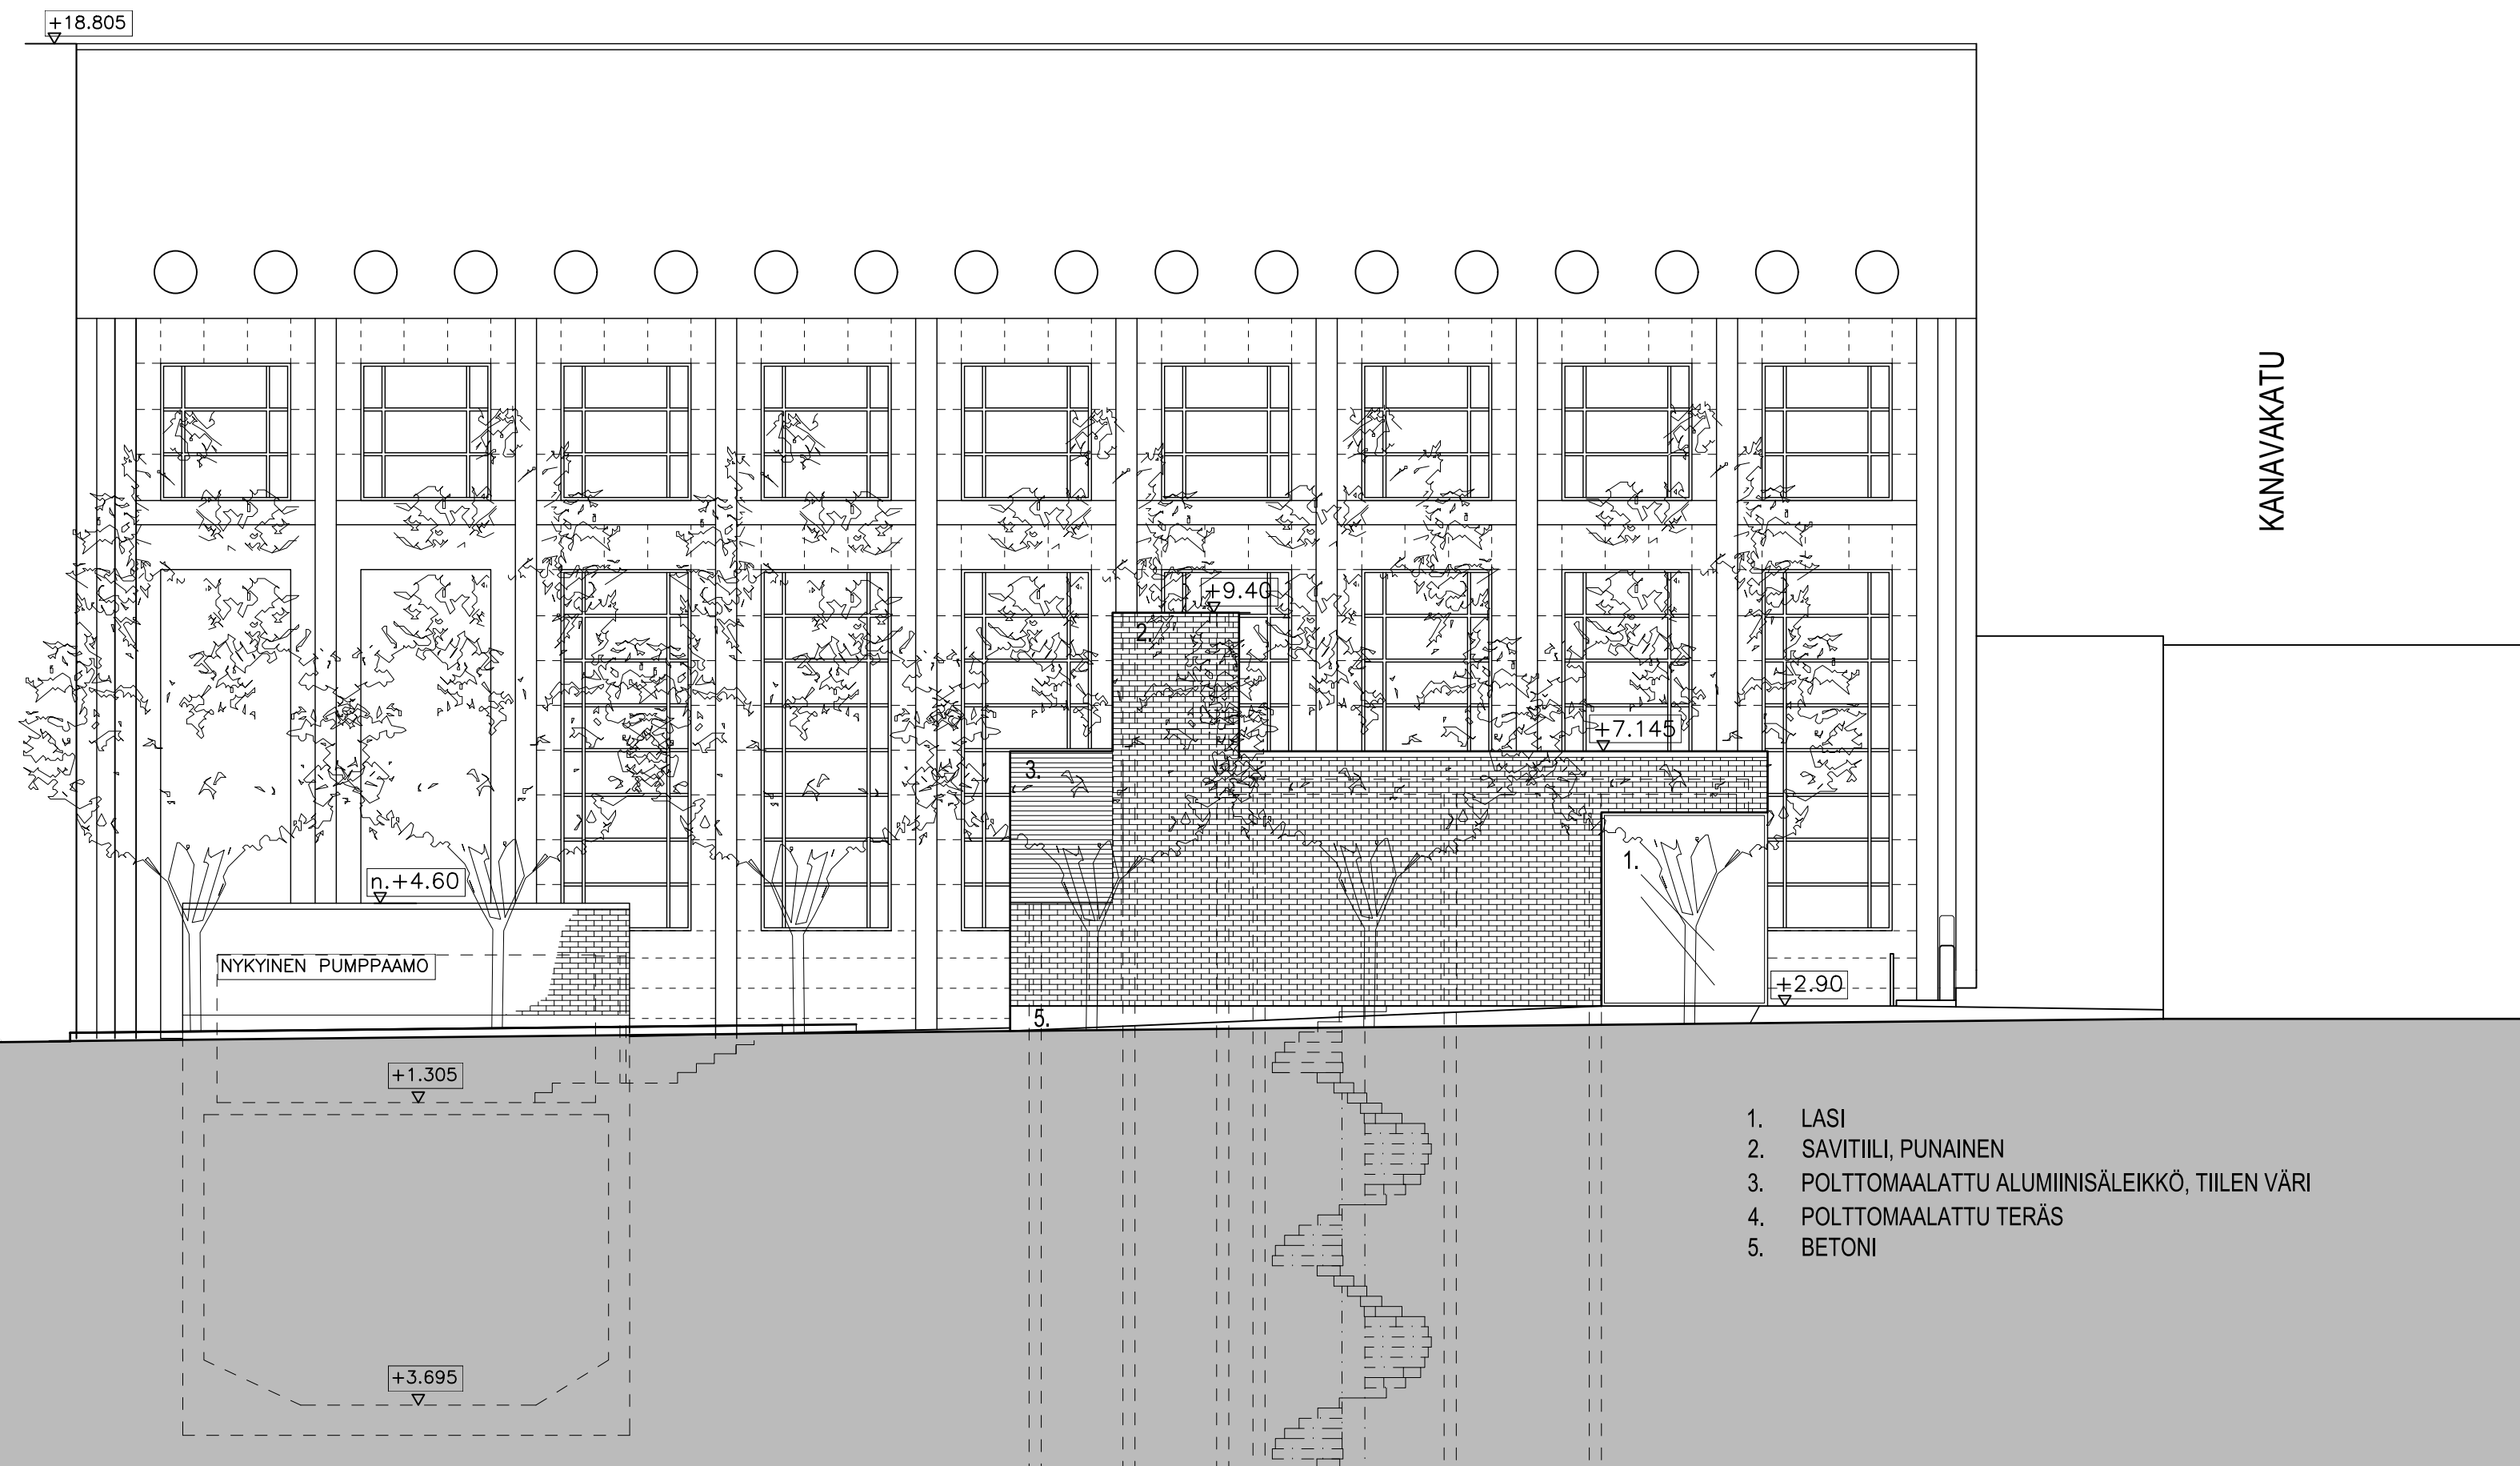 +18.805
KANAVAKATU
+9.40
2.
+7.145
3.
1.
n.+4.60
NYKYINEN PUMPPAAMO
+2.90
5.
+1.305
+3.695
1. LASI
2. SAVITIILI, PUNAINEN
3. POLTTOMAALATTU ALUMIINISÄLEIKKÖ, TIILEN VÄRI
4. POLTTOMAALATTU TERÄS
5. BETONI